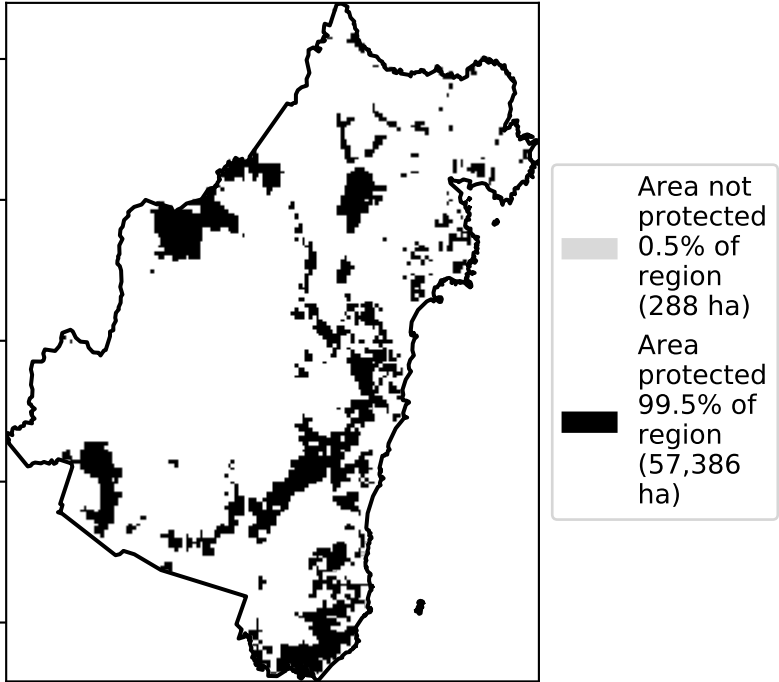 Area not
protected
0.5% of
region
(288 ha)
Area
protected
99.5% of
region
(57,386
ha)